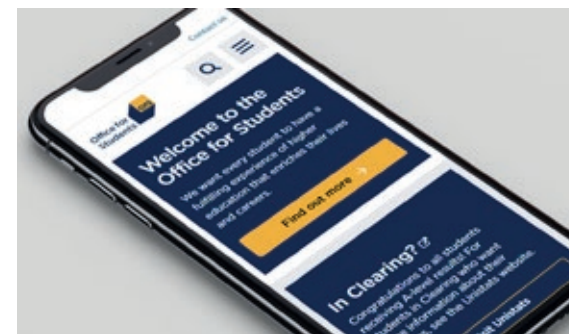 Contact us
Office for
Students
OfS
Welcome to the
Office for Students
We want every student to have a
fulfilling experience of higher
education that enriches their lives
and careers.
Find out more
In Clearing?
Congratulations to all students
receiving A-level results! For
students in Clearing who want
information about their
see the Unistats website.
Unistats